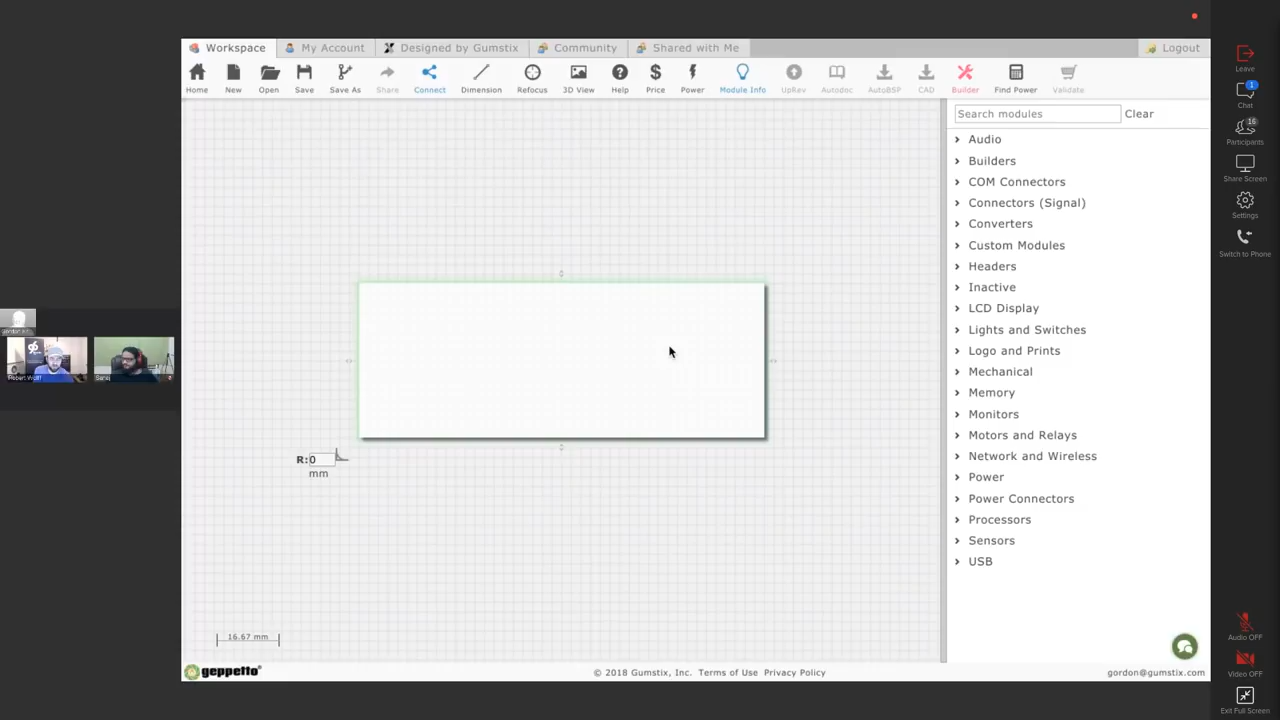 Workspace
My Account
Designed by Gumstix
Community
Shared with Me
Logout
Home
New
Open
Save
Save As
Share
Connect
Dimension
Refocus
3D View
Help
Price
Power
Module Info
UpRev
Autodoc
AutoBSP
CAD
Builder
Find Power
Validate
Search modules
Clear
Audio
Builders
COM Connectors
Connectors (Signal)
Converters
Custom Modules
Headers
Inactive
LCD Display
Lights and Switches
Logo and Prints
Mechanical
Memory
Monitors
Motors and Relays
Network and Wireless
Power
Power Connectors
Processors
Sensors
USB
R: 0
mm
16.67 mm
geppetto
© 2018 Gumstix, Inc. Terms of Use Privacy Policy
gordon@gumstix.com
Robert Wolff
Leave
1
Chat
16
Participants
Share Screen
Settings
Switch to Phone
Audio OFF
Video OFF
Exit Full Screen